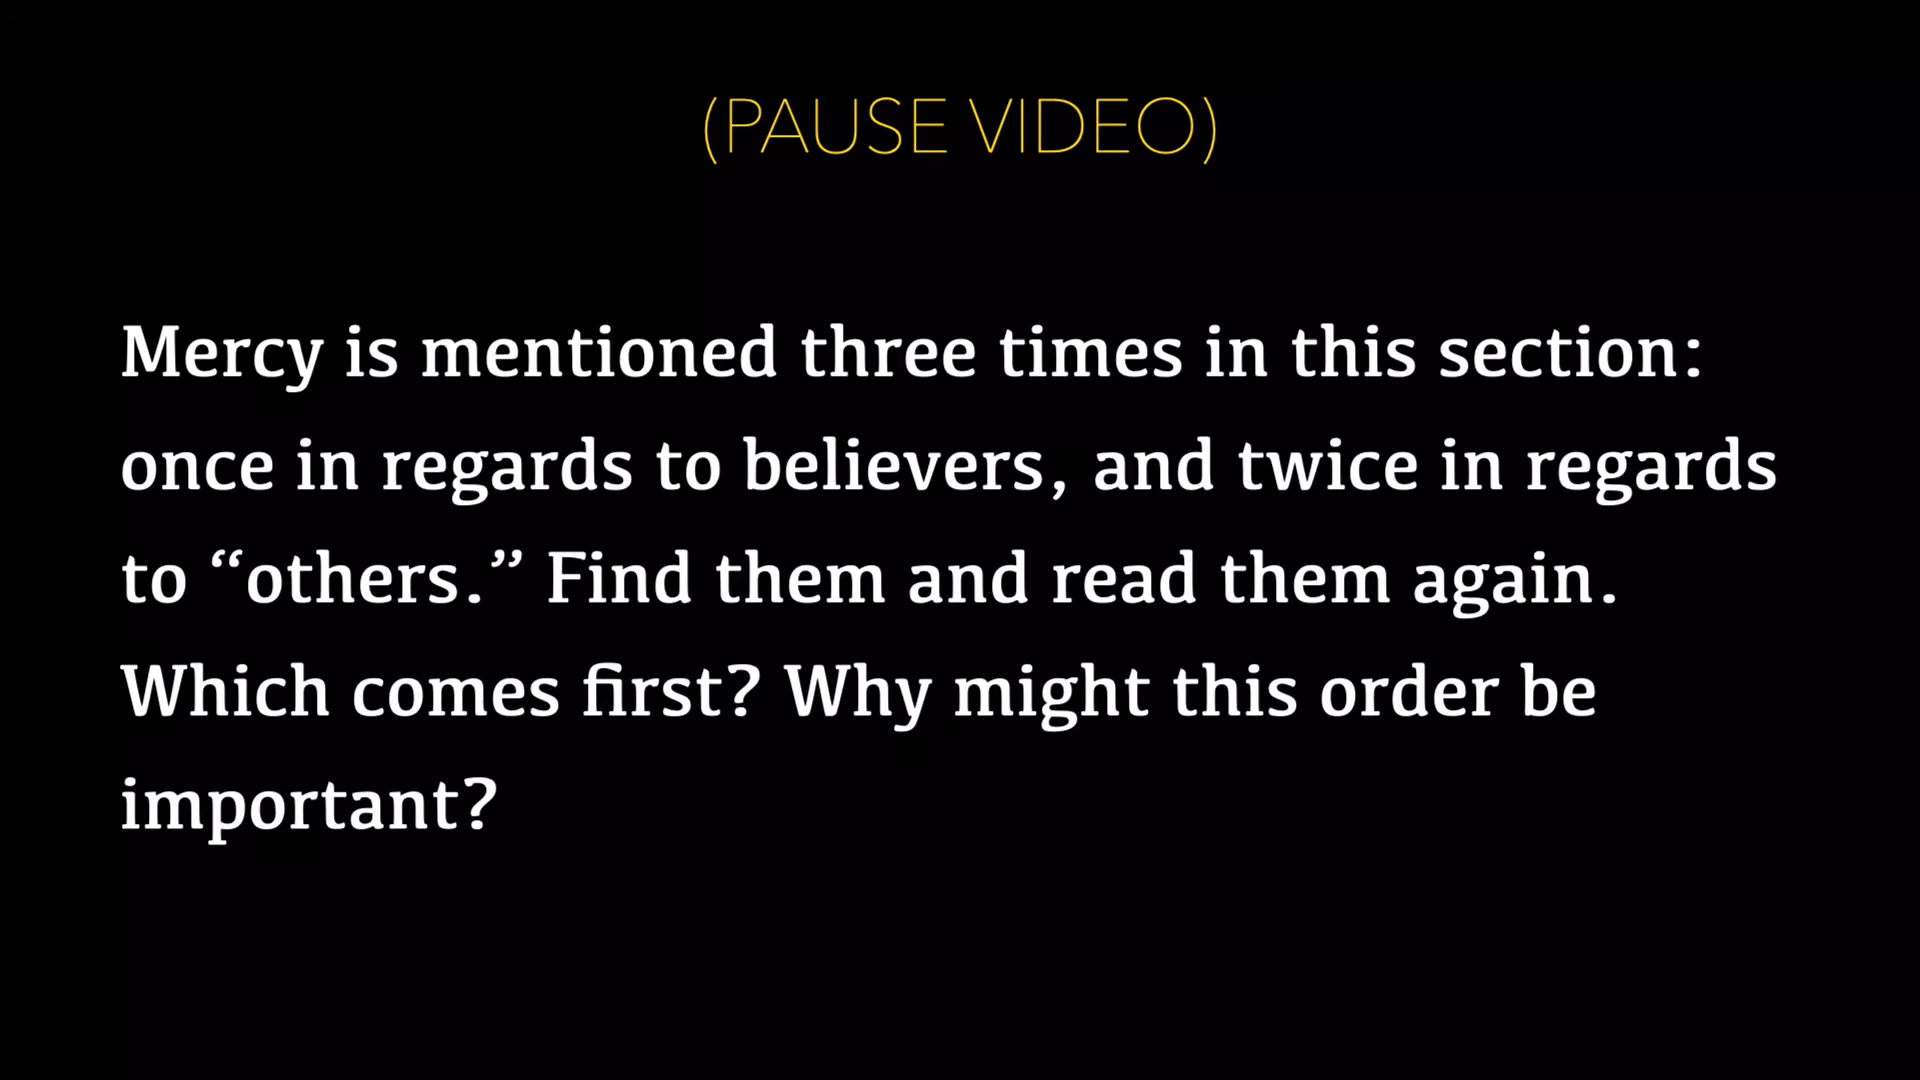 (PAUSE VIDEO)
Mercy is mentioned three times in this section:
once in regards to believers, and twice in regards
to “others.” Find them and read them again.
Which comes first? Why might this order be
important?